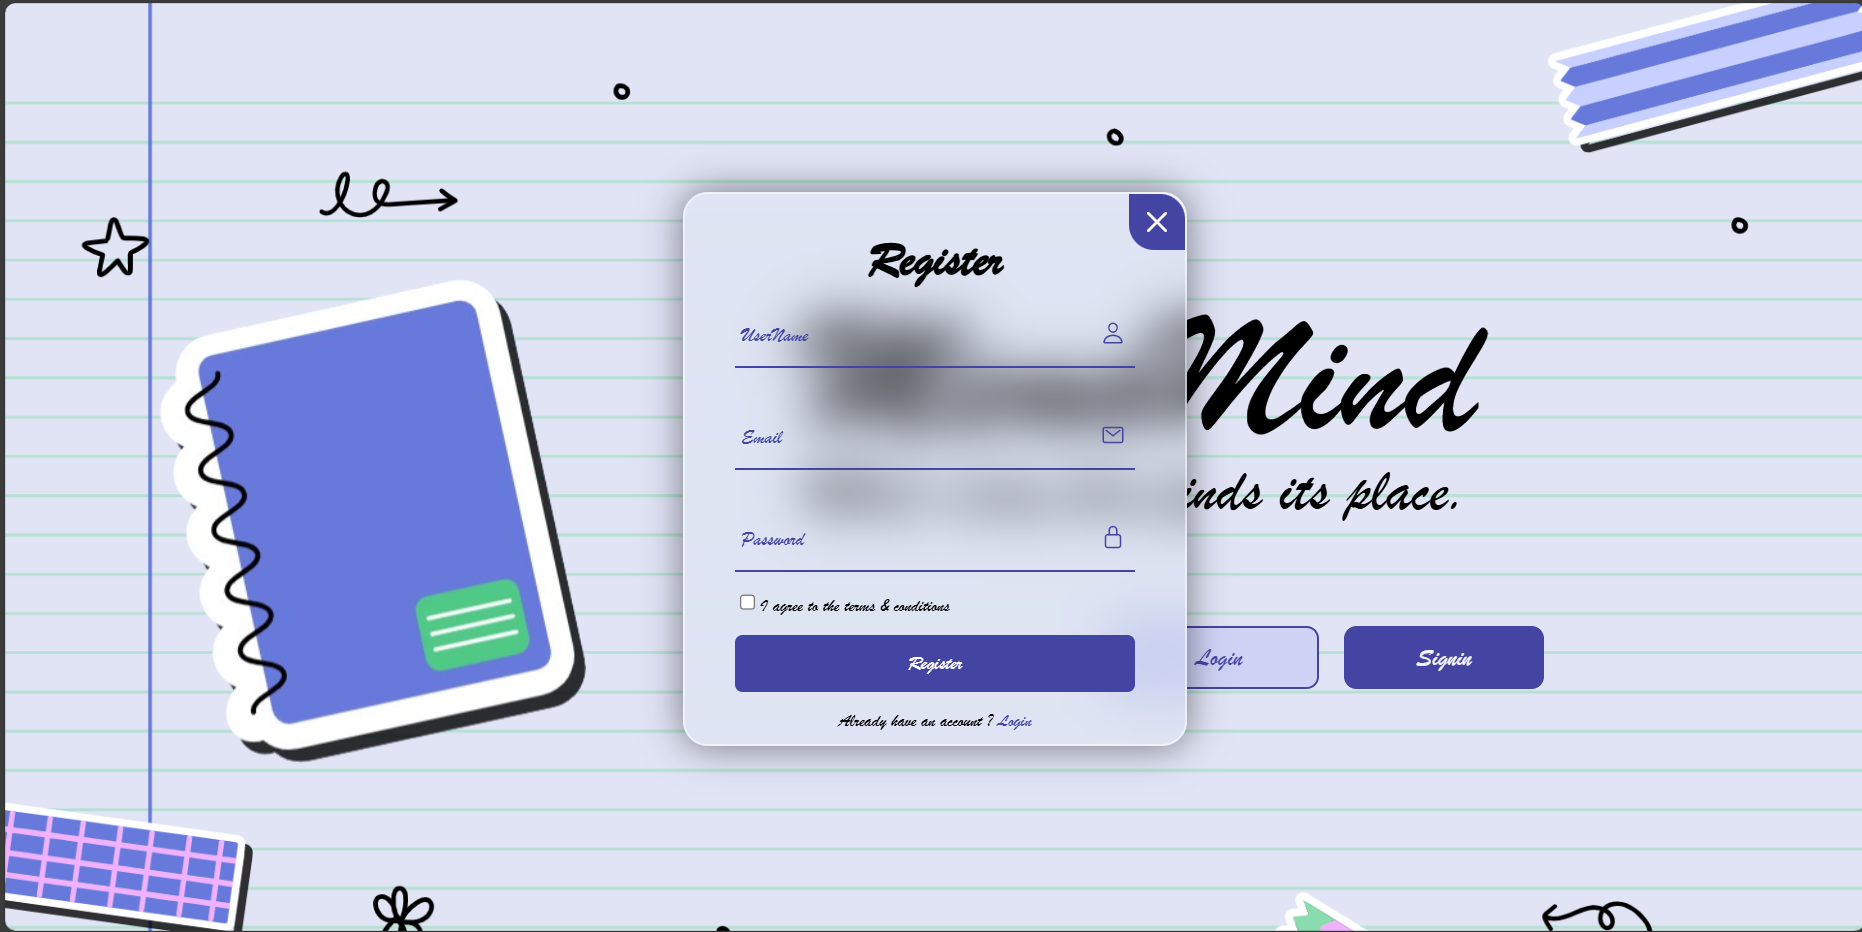 Register
UserName
Mind
Email
inds its place.
Password
I agree to the terms & conditions
Register
Login
Signin
Already have an account ? Login